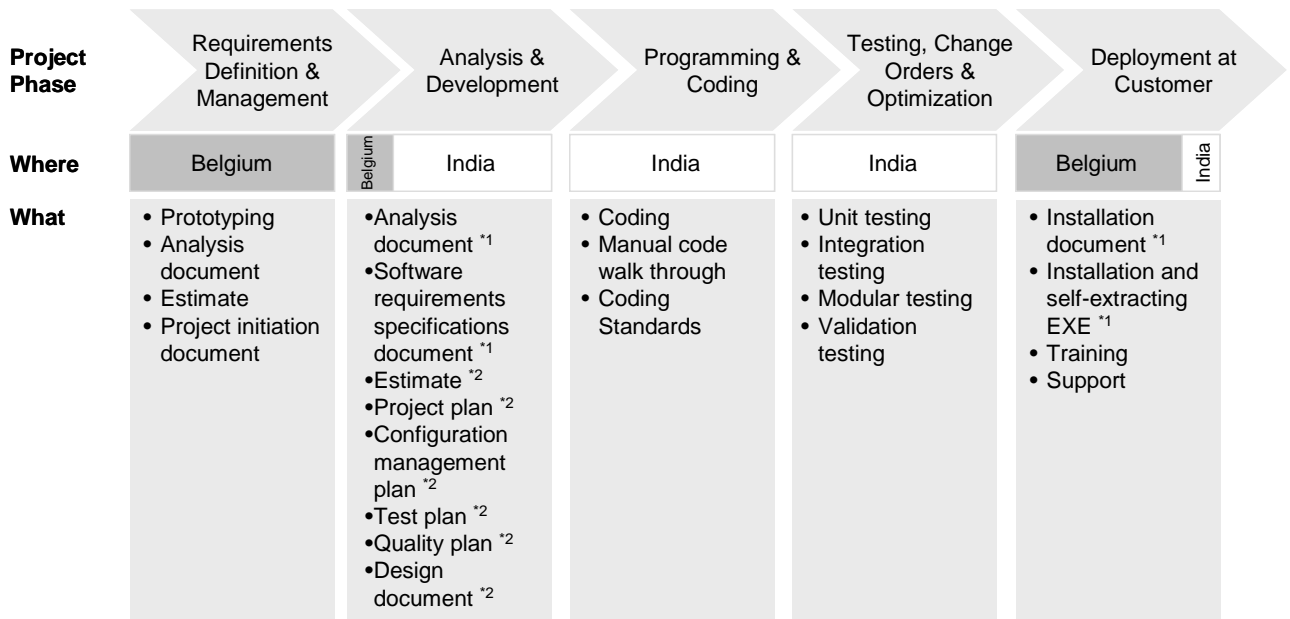 Project
Phase
Requirements
Definition &
Management
Analysis &
Development
Programming &
Coding
Testing, Change
Orders &
Optimization
Deployment at
Customer
Where
Belgium
Belgium
India
India
India
Belgium
India
What
• Prototyping
• Analysis
document
• Estimate
• Project initiation
document
•Analysis
document *1
•Software
requirements
specifications
document *1
•Estimate *2
•Project plan *2
•Configuration
management
plan *2
•Test plan *2
•Quality plan *2
•Design
document *2
• Coding
• Manual code
walk through
• Coding
Standards
• Unit testing
• Integration
testing
• Modular testing
• Validation
testing
• Installation
document *1
• Installation and
self-extracting
EXE *1
• Training
• Support